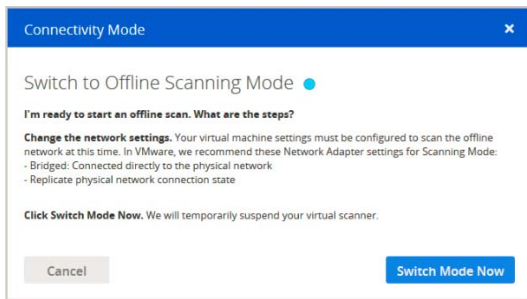 Connectivity Mode
Switch to Offline Scanning Mode
I'm ready to start an offline scan. What are the steps?
Change the network settings. Your virtual machine settings must be configured to scan the offline
network at this time. In VMware, we recommend these Network Adapter settings for Scanning Mode:
- Bridged: Connected directly to the physical network
- Replicate physical network connection state
Click Switch Mode Now. We will temporarily suspend your virtual scanner.
Cancel
Switch Mode Now